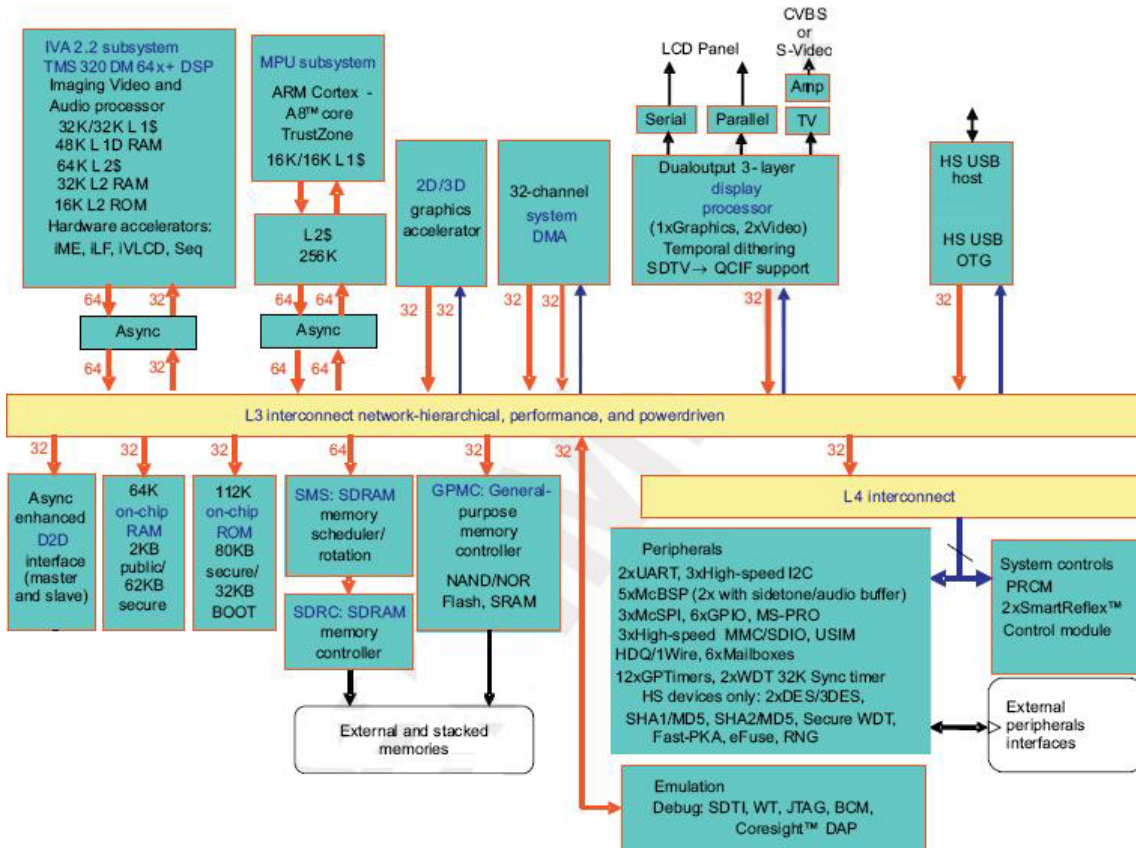 IVA 2.2 subsystem
TMS 320 DM 64x+ DSP
Imaging Video and
Audio processor
32K/32K L 1$
48K L 1D RAM
64K L 2$
32K L2 RAM
16K L2 ROM
Hardware accelerators:
iME, iLF, iVLCD, Seq
MPU subsystem
ARM Cortex -
A8™ core
TrustZone
16K/16K L 1$
L2$
256K
2D/3D
graphics
accelerator
32-channel
system
DMA
LCD Panel
CVBS
or
S-Video
Amp
Serial
Parallel
TV
Dualoutput 3- layer
display
processor
(1xGraphics, 2xVideo)
Temporal dithering
SDTV→ QCIF support
HS USB
host
HS USB
OTG
64
32
64
64
32
32
32
32
32
32
Async
Async
64
32
64
64
L3 interconnect network-hierarchical, performance, and powerdriven
32
32
32
64
32
32
32
Async
enhanced
D2D
interface
(master
and slave)
64K
on-chip
RAM
2KB
public/
62KB
secure
112K
on-chip
ROM
80KB
secure/
32KB
BOOT
SMS: SDRAM
memory
scheduler/
rotation
SDRC: SDRAM
memory
controller
GPMC: General-
purpose
memory
controller
NAND/NOR
Flash, SRAM
External and stacked
memories
L4 interconnect
Peripherals
2xUART, 3xHigh-speed I2C
5xMcBSP (2x with sidetone/audio buffer)
3xMcSPI, 6xGPIO, MS-PRO
3xHigh-speed MMC/SDIO, USIM
HDQ/1Wire, 6xMailboxes
12xGPTimers, 2xWDT 32K Sync timer
HS devices only: 2xDES/3DES,
SHA1/MD5, SHA2/MD5, Secure WDT,
Fast-PKA, eFuse, RNG
System controls
PRCM
2xSmartReflex™
Control module
External
peripherals
interfaces
Emulation
Debug: SDTI, WT, JTAG, BCM,
Coresight™ DAP